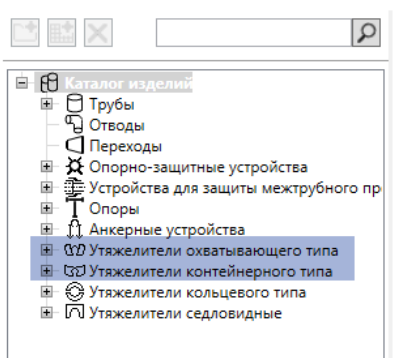 Каталог изделий
Трубы
Отводы
Переходы
Опорно-защитные устройства
Устройства для защиты межтрубного пр
Опоры
Анкерные устройства
Утяжелители охватывающего типа
Утяжелители контейнерного типа
Утяжелители кольцевого типа
Утяжелители седловидные